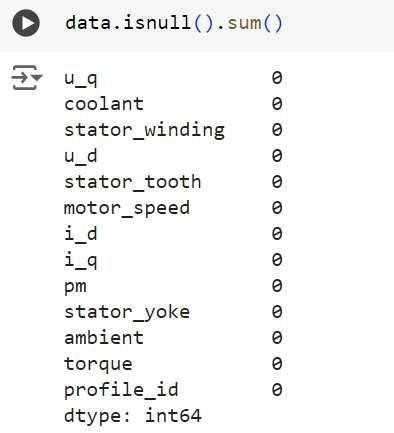 data.isnull().sum()
u_q 0
coolant 0
stator_winding 0
u_d 0
stator_tooth 0
motor_speed 0
i_d 0
i_q 0
pm 0
stator_yoke 0
ambient 0
torque 0
profile_id 0
dtype: int64